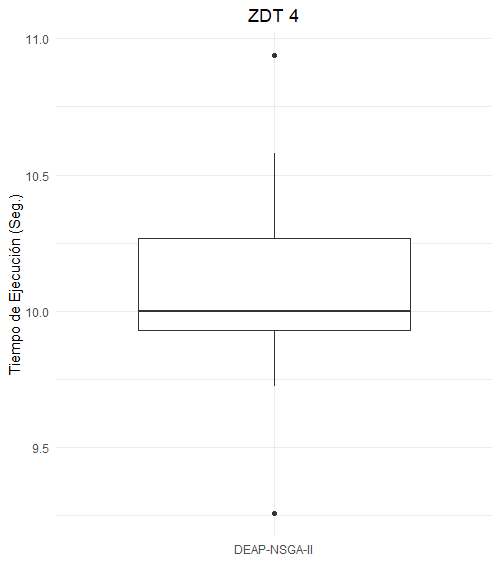 ZDT 4
Tiempo de Ejecución (Seg.)
11.0
10.5
10.0
9.5
DEAP-NSGA-II